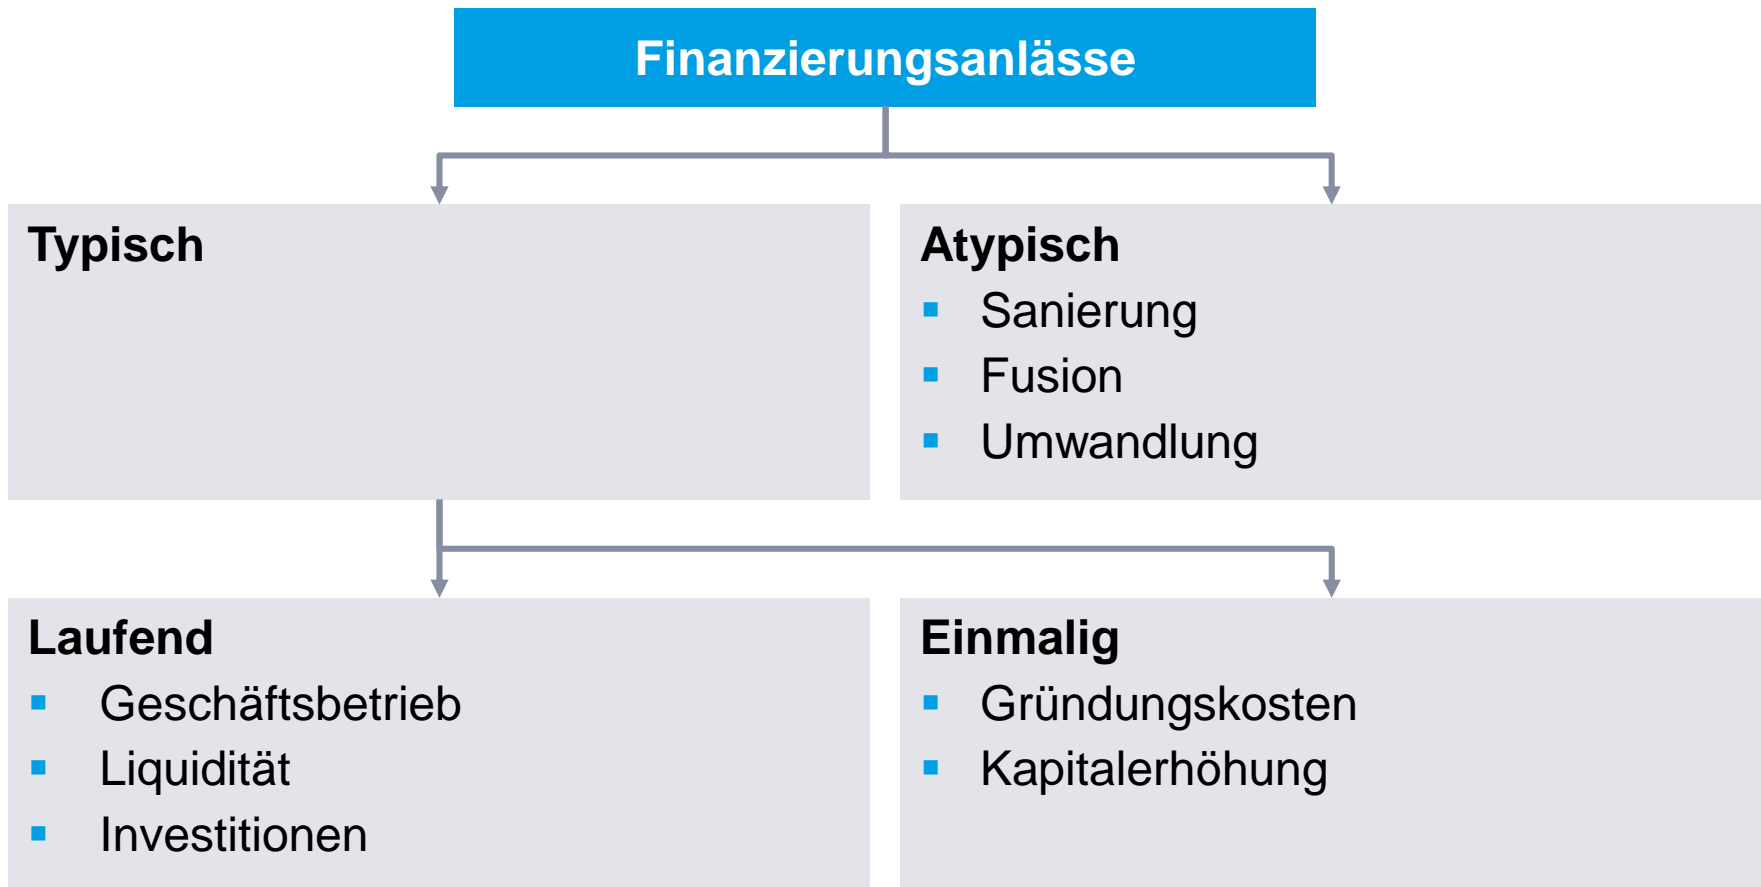 Finanzierungsanlässe
Typisch
Atypisch
Sanierung
Fusion
Umwandlung
Laufend
Geschäftsbetrieb
Liquidität
Investitionen
Einmalig
Gründungskosten
Kapitalerhöhung